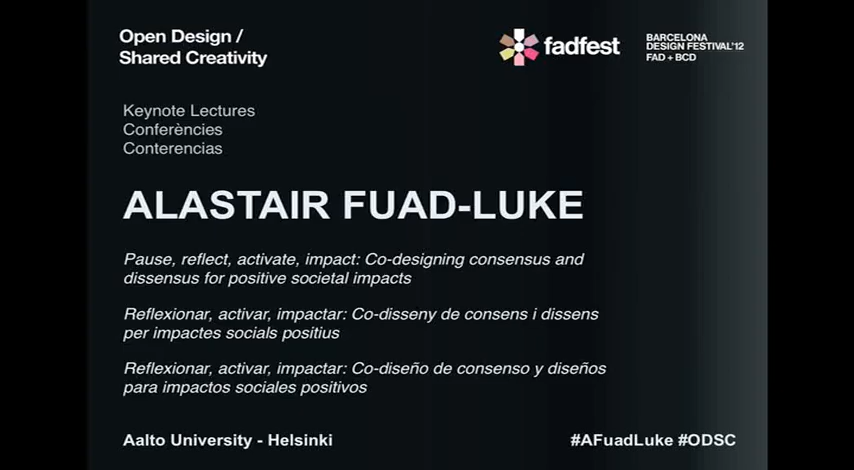 Open Design /
Shared Creativity
fadfest
BARCELONA
DESIGN FESTIVAL'12
FAD + BCD
Keynote Lectures
Conferències
Conterencias
ALASTAIR FUAD-LUKE
Pause, reflect, activate, impact: Co-designing consensus and
dissensus for positive societal impacts
Reflexionar, activar, impactar: Co-disseny de consens i dissens
per impactes socials positius
Reflexionar, activar, impactar: Co-diseño de consenso y diseños
para impactos sociales positivos
Aalto University - Helsinki
#AFuadLuke #ODSC